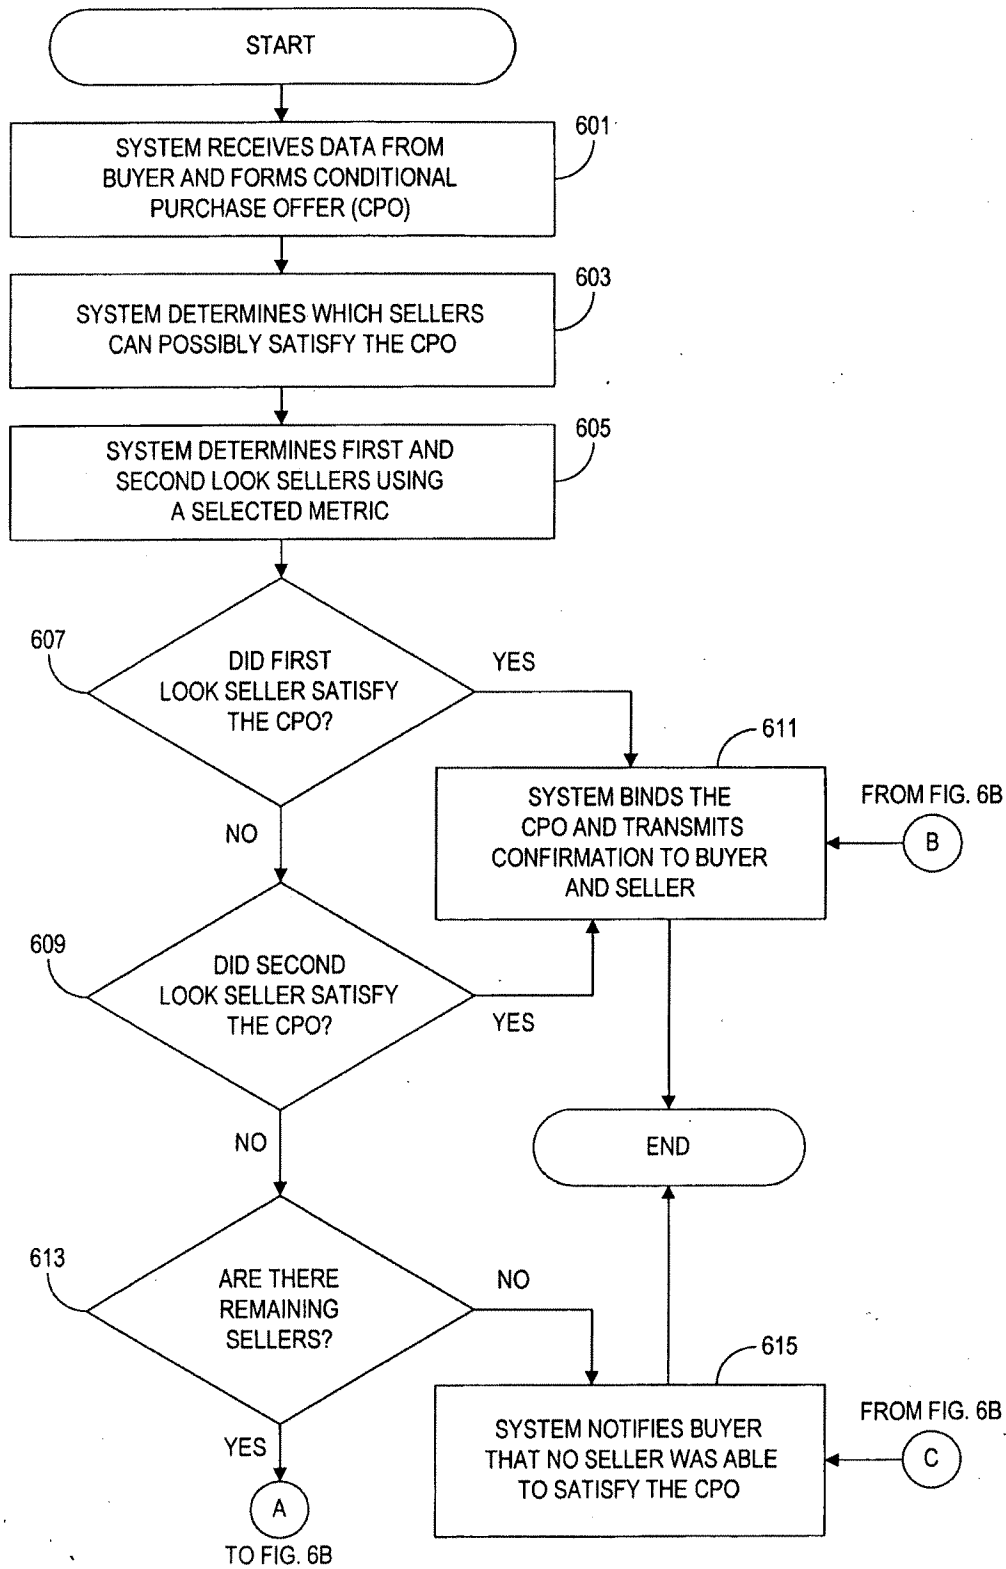 START
601
SYSTEM RECEIVES DATA FROM
BUYER AND FORMS CONDITIONAL
PURCHASE OFFER (CPO)
603
SYSTEM DETERMINES WHICH SELLERS
CAN POSSIBLY SATISFY THE CPO
605
SYSTEM DETERMINES FIRST AND
SECOND LOOK SELLERS USING
A SELECTED METRIC
607
DID FIRST
LOOK SELLER SATISFY
THE CPO?
YES
NO
611
SYSTEM BINDS THE
CPO AND TRANSMITS
CONFIRMATION TO BUYER
AND SELLER
FROM FIG. 6B
B
609
DID SECOND
LOOK SELLER SATISFY
THE CPO?
YES
NO
END
613
ARE THERE
REMAINING
SELLERS?
NO
YES
615
SYSTEM NOTIFIES BUYER
THAT NO SELLER WAS ABLE
TO SATISFY THE CPO
FROM FIG. 6B
C
A
TO FIG. 6B